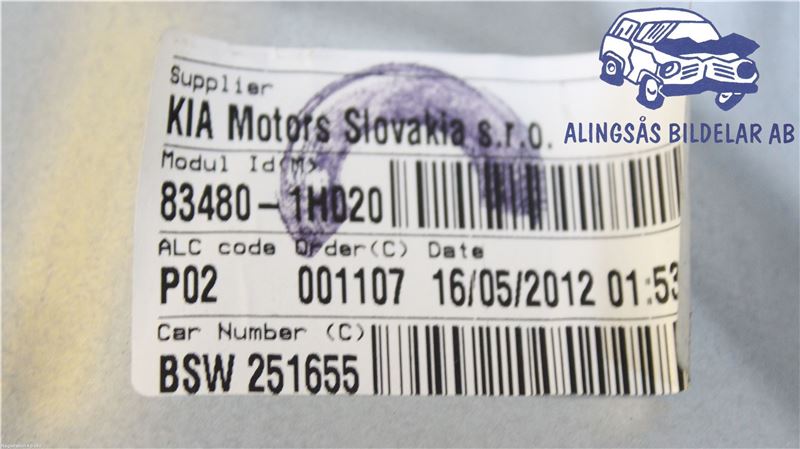 Supplier
KIA Motors Slovakia s.r.o.
Modul Id(M)
83480-1HD20
ALC code Order(C) Date
P02 001107 16/05/2012 01:53
Car Number (C)
BSW 251655
ALINGSÅS BILDELAR AB